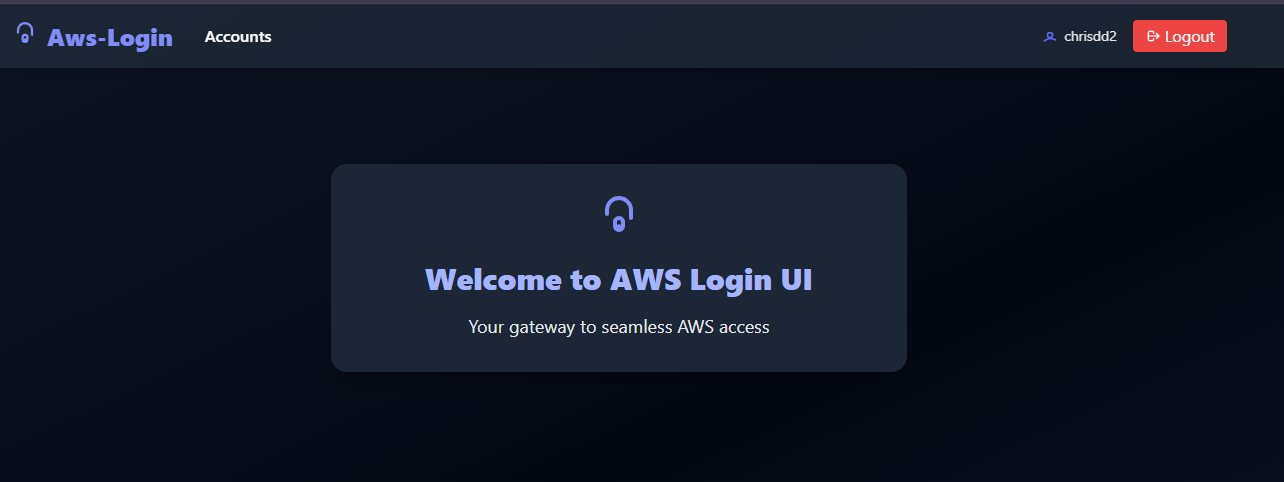 Aws-Login Accounts chrisdd2 Logout
Welcome to AWS Login UI
Your gateway to seamless AWS access